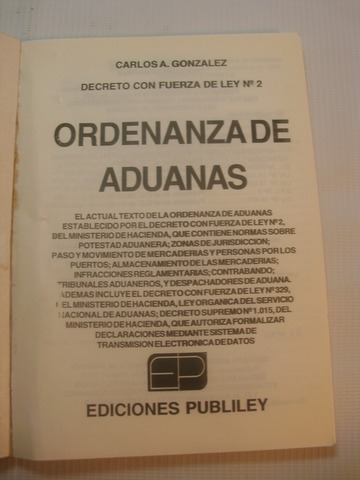 CARLOS A. GONZALEZ
DECRETO CON FUERZA DE LEY Nº 2
ORDENANZA DE
ADUANAS
EL ACTUAL TEXTO DE LA ORDENANZA DE ADUANAS
ESTABLECIDO POR EL DECRETO CON FUERZA DE LEY Nº2,
DEL MINISTERIO DE HACIENDA, QUE CONTIENE NORMAS SOBRE
POTESTAD ADUANERA; ZONAS DE JURISDICCION;
PASO Y MOVIMIENTO DE MERCADERIAS Y PERSONAS POR LOS
PUERTOS; ALMACENAMIENTO DE LAS MERCADERIAS;
INFRACCIONES REGLAMENTARIAS; CONTRABANDO;
TRIBUNALES ADUANEROS, Y DESPACHADORES DE ADUANA.
ADEMAS INCLUYE EL DECRETO CON FUERZA DE LEY Nº 329,
EL MINISTERIO DE HACIENDA, LEY ORGANICA DEL SERVICIO
NACIONAL DE ADUANAS; DECRETO SUPREMO Nº 1.015, DEL
MINISTERIO DE HACIENDA, QUE AUTORIZA FORMALIZAR
DECLARACIONES MEDIANTE SISTEMA DE
TRANSMISION ELECTRONICA DE DATOS
EP
EDICIONES PUBLILEY